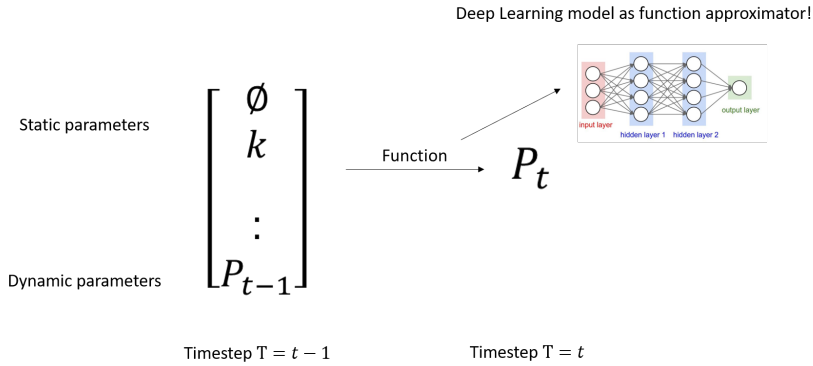 Deep Learning model as function approximator!
input layer
hidden layer 1 hidden layer 2
output layer
Static parameters
∅
k
⋮
P_{t−1}
Dynamic parameters
Function
P_t
Timestep T = t − 1
Timestep T = t